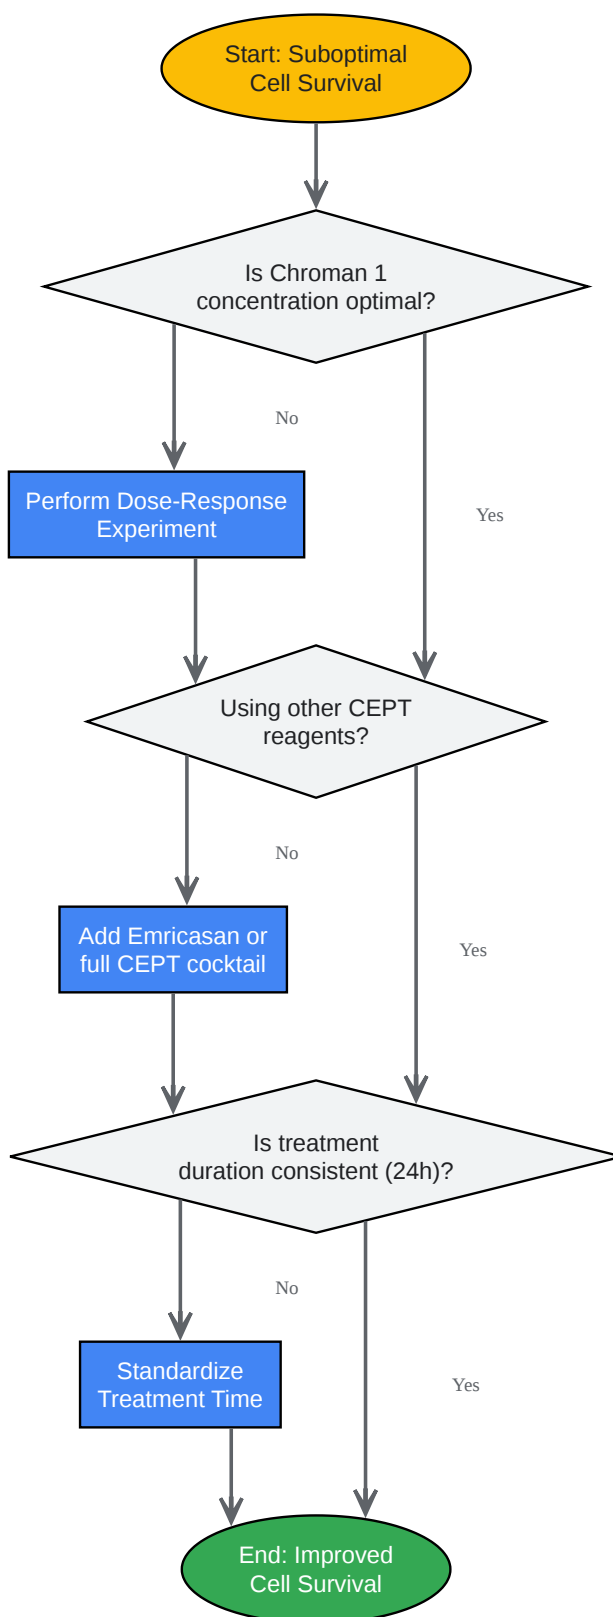 Start: Suboptimal
Cell Survival
Is Chroman 1
concentration optimal?
No
Perform Dose-Response
Experiment
Yes
Using other CEPT
reagents?
No
Add Emricasan or
full CEPT cocktail
Yes
Is treatment
duration consistent (24h)?
No
Standardize
Treatment Time
Yes
End: Improved
Cell Survival